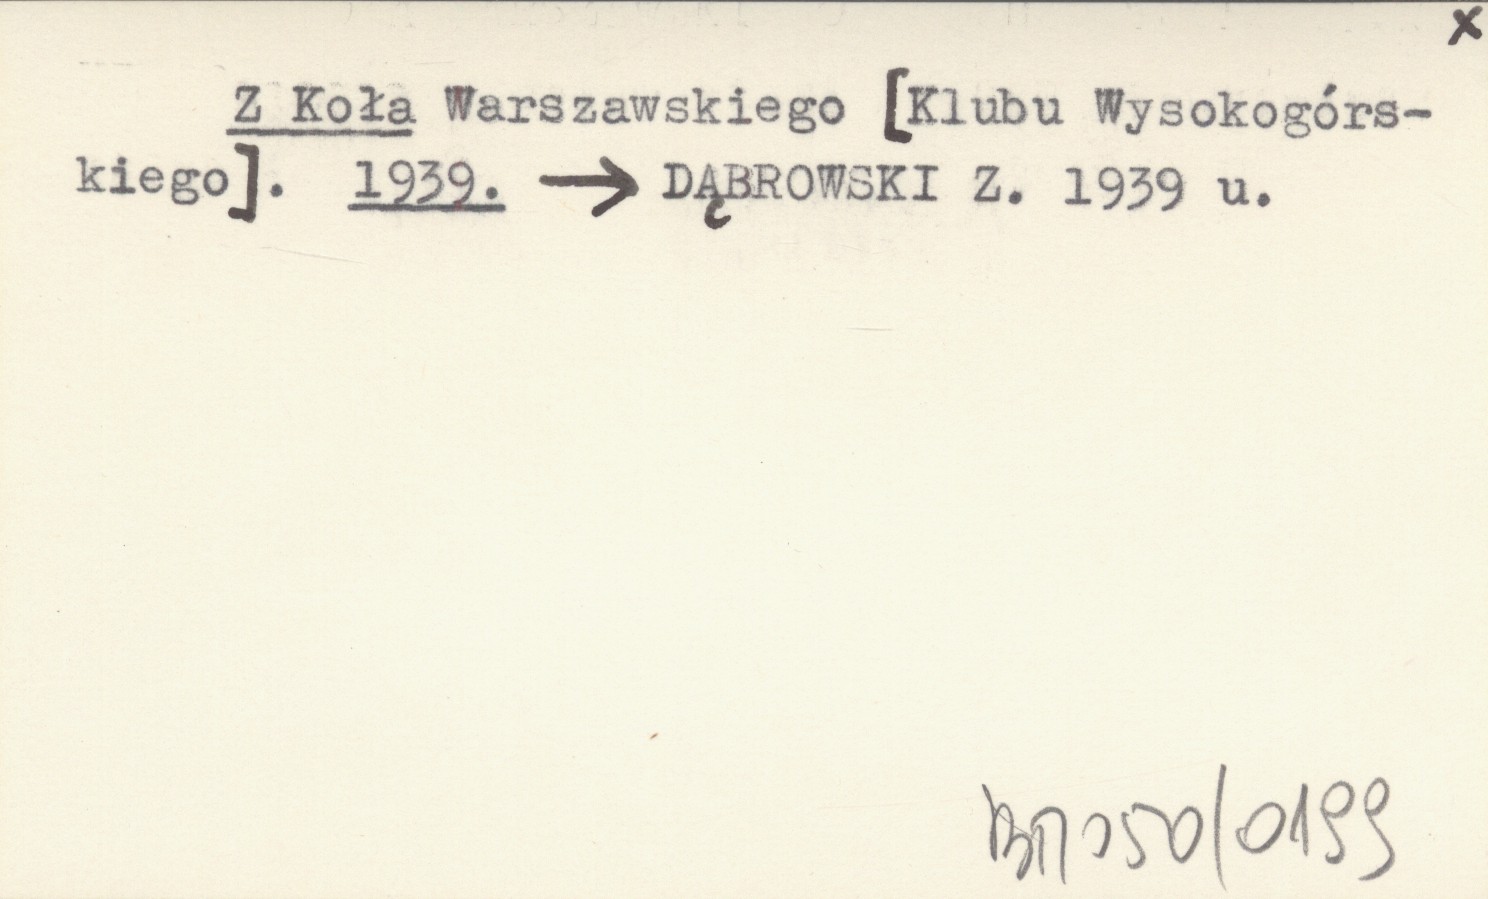 x
Z Koła Warszawskiego [Klubu Wysokogórs-
kiego]. 1939. → DĄBROWSKI Z. 1939 u.